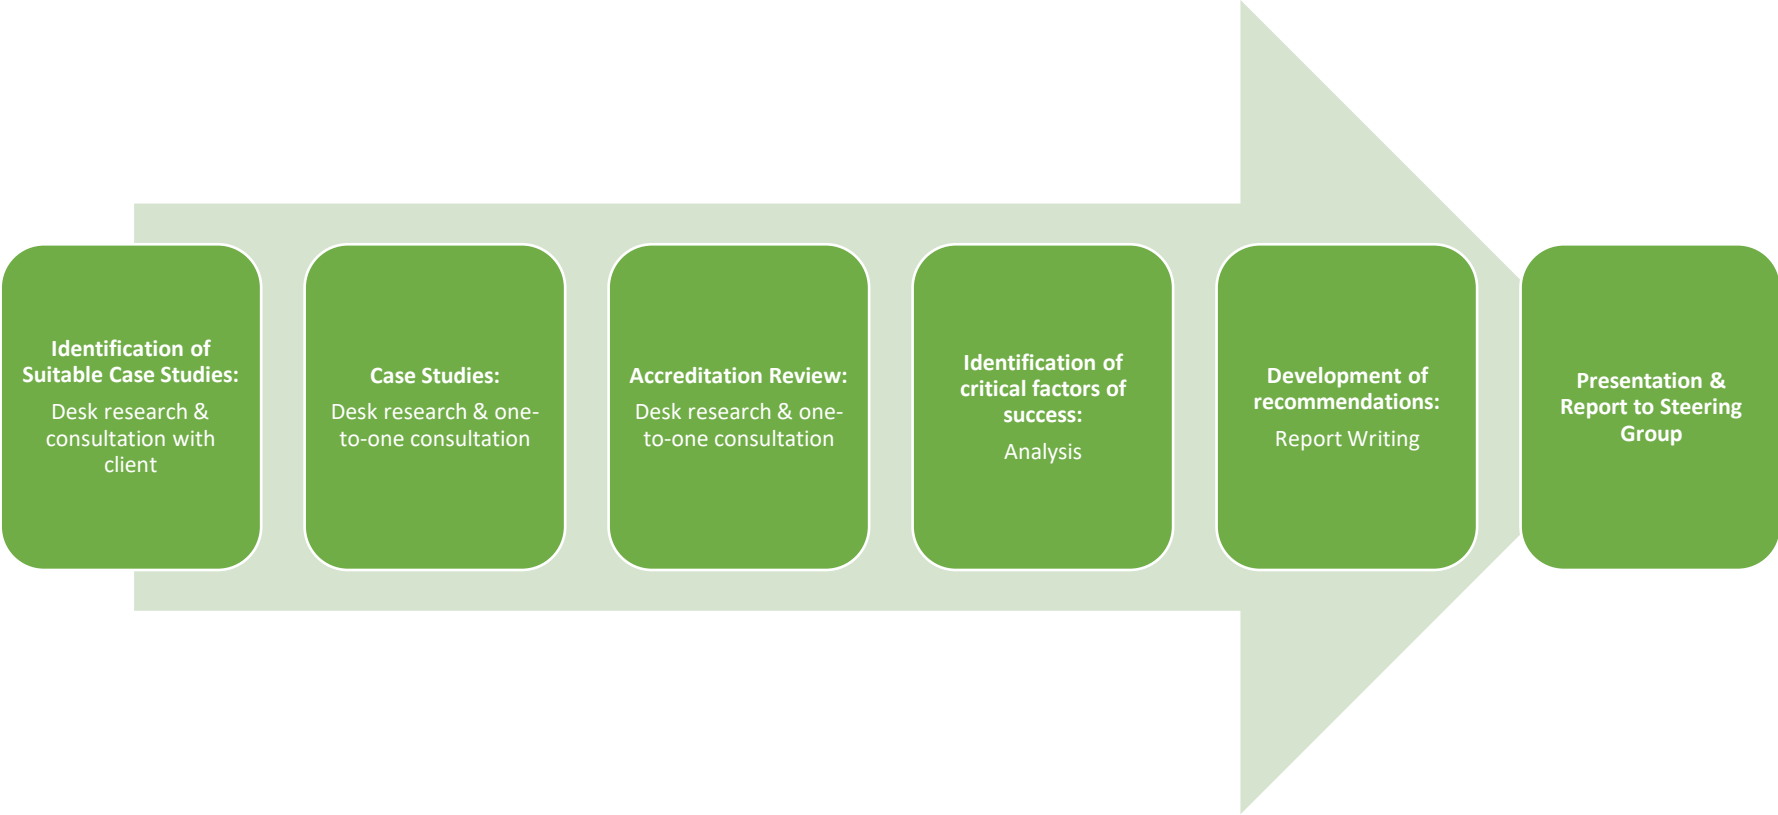 Identification of
Suitable Case Studies:
Desk research &
consultation with
client
Case Studies:
Desk research & one-
to-one consultation
Accreditation Review:
Desk research & one-
to-one consultation
Identification of
critical factors of
success:
Analysis
Development of
recommendations:
Report Writing
Presentation &
Report to Steering
Group